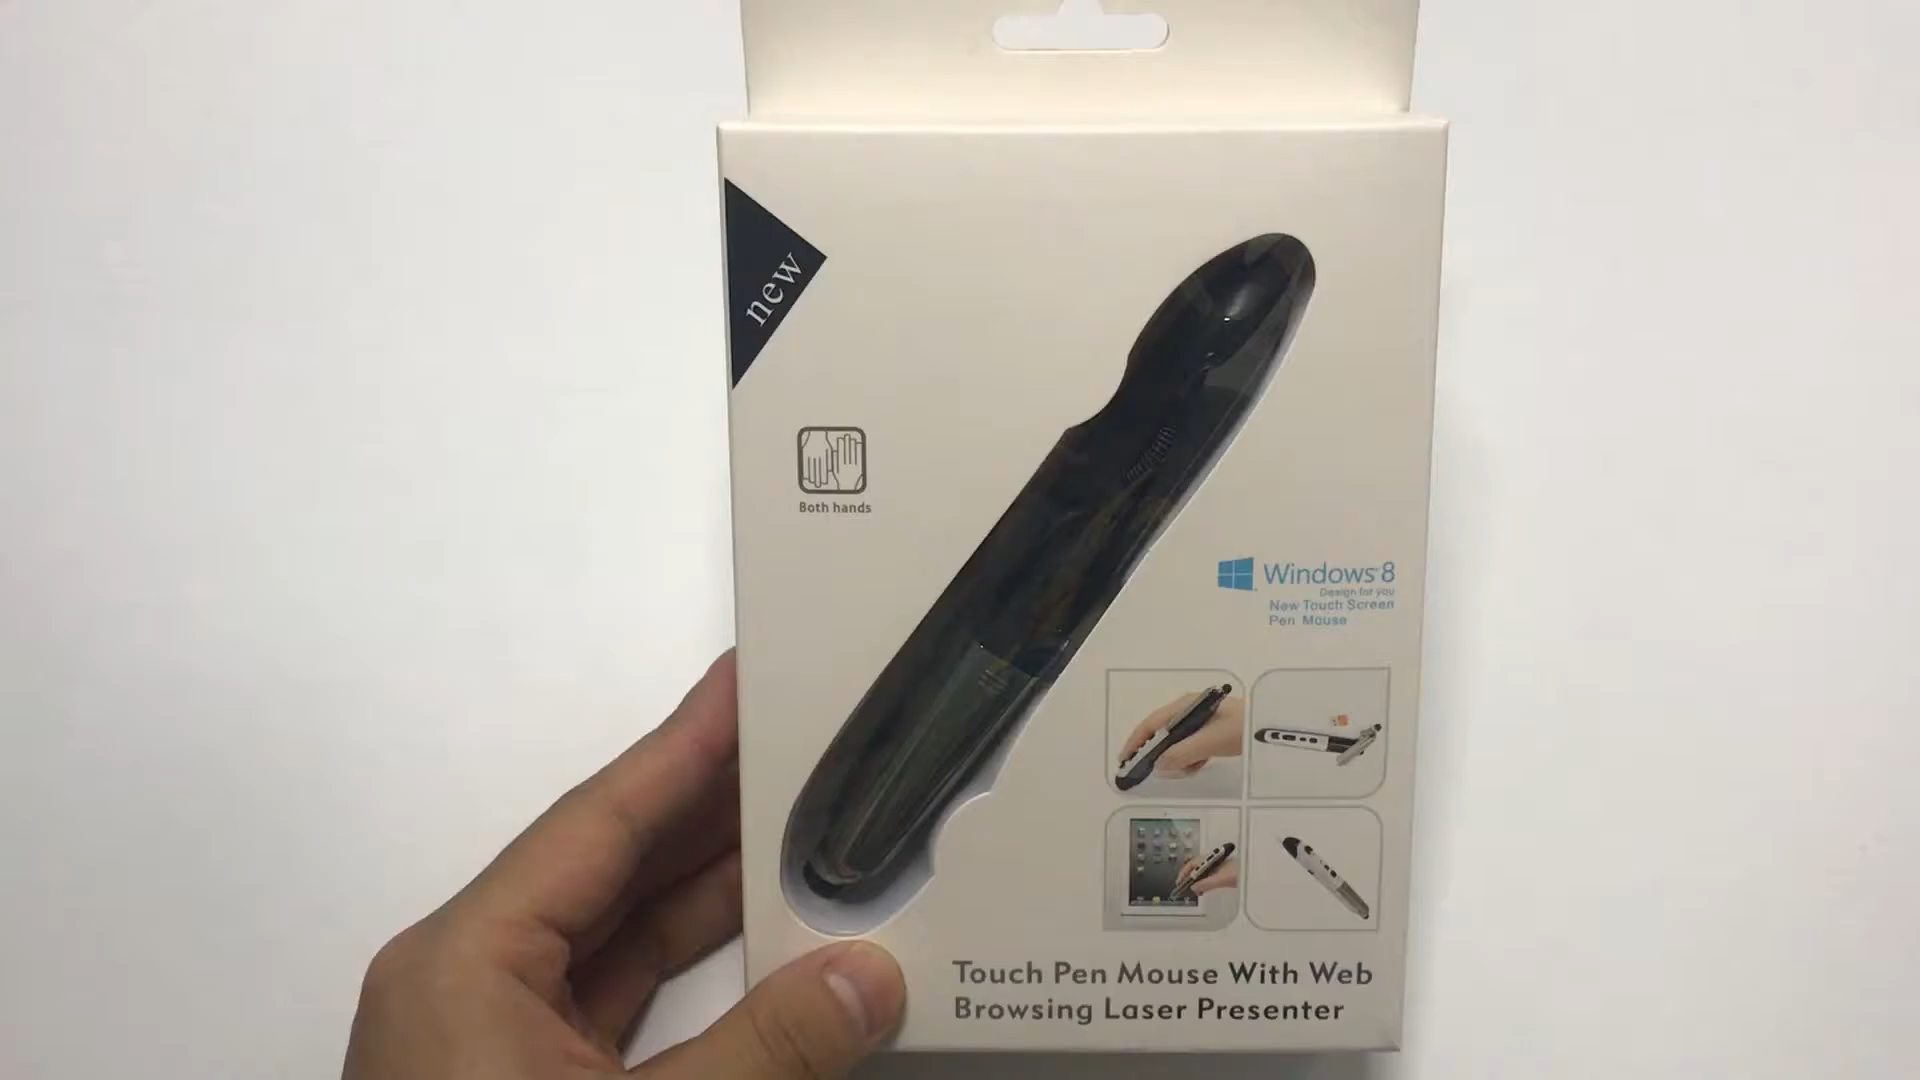 new
Both hands
Windows 8
Design for you
New Touch Screen
Pen Mouse
Touch Pen Mouse With Web
Browsing Laser Presenter